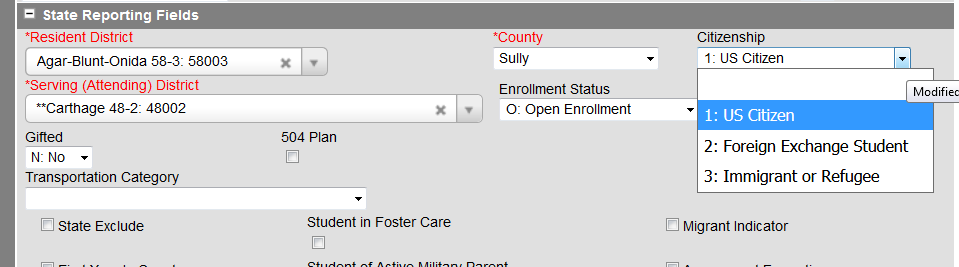 State Reporting Fields
*Resident District
*County
Citizenship
Agar-Blunt-Onida 58-3: 58003
Sully
1: US Citizen
*Serving (Attending) District
Enrollment Status
Modified
**Carthage 48-2: 48002
O: Open Enrollment
1: US Citizen
2: Foreign Exchange Student
3: Immigrant or Refugee
Gifted
504 Plan
N: No
Transportation Category
State Exclude
Student in Foster Care
Migrant Indicator
Student of Active Military Parent